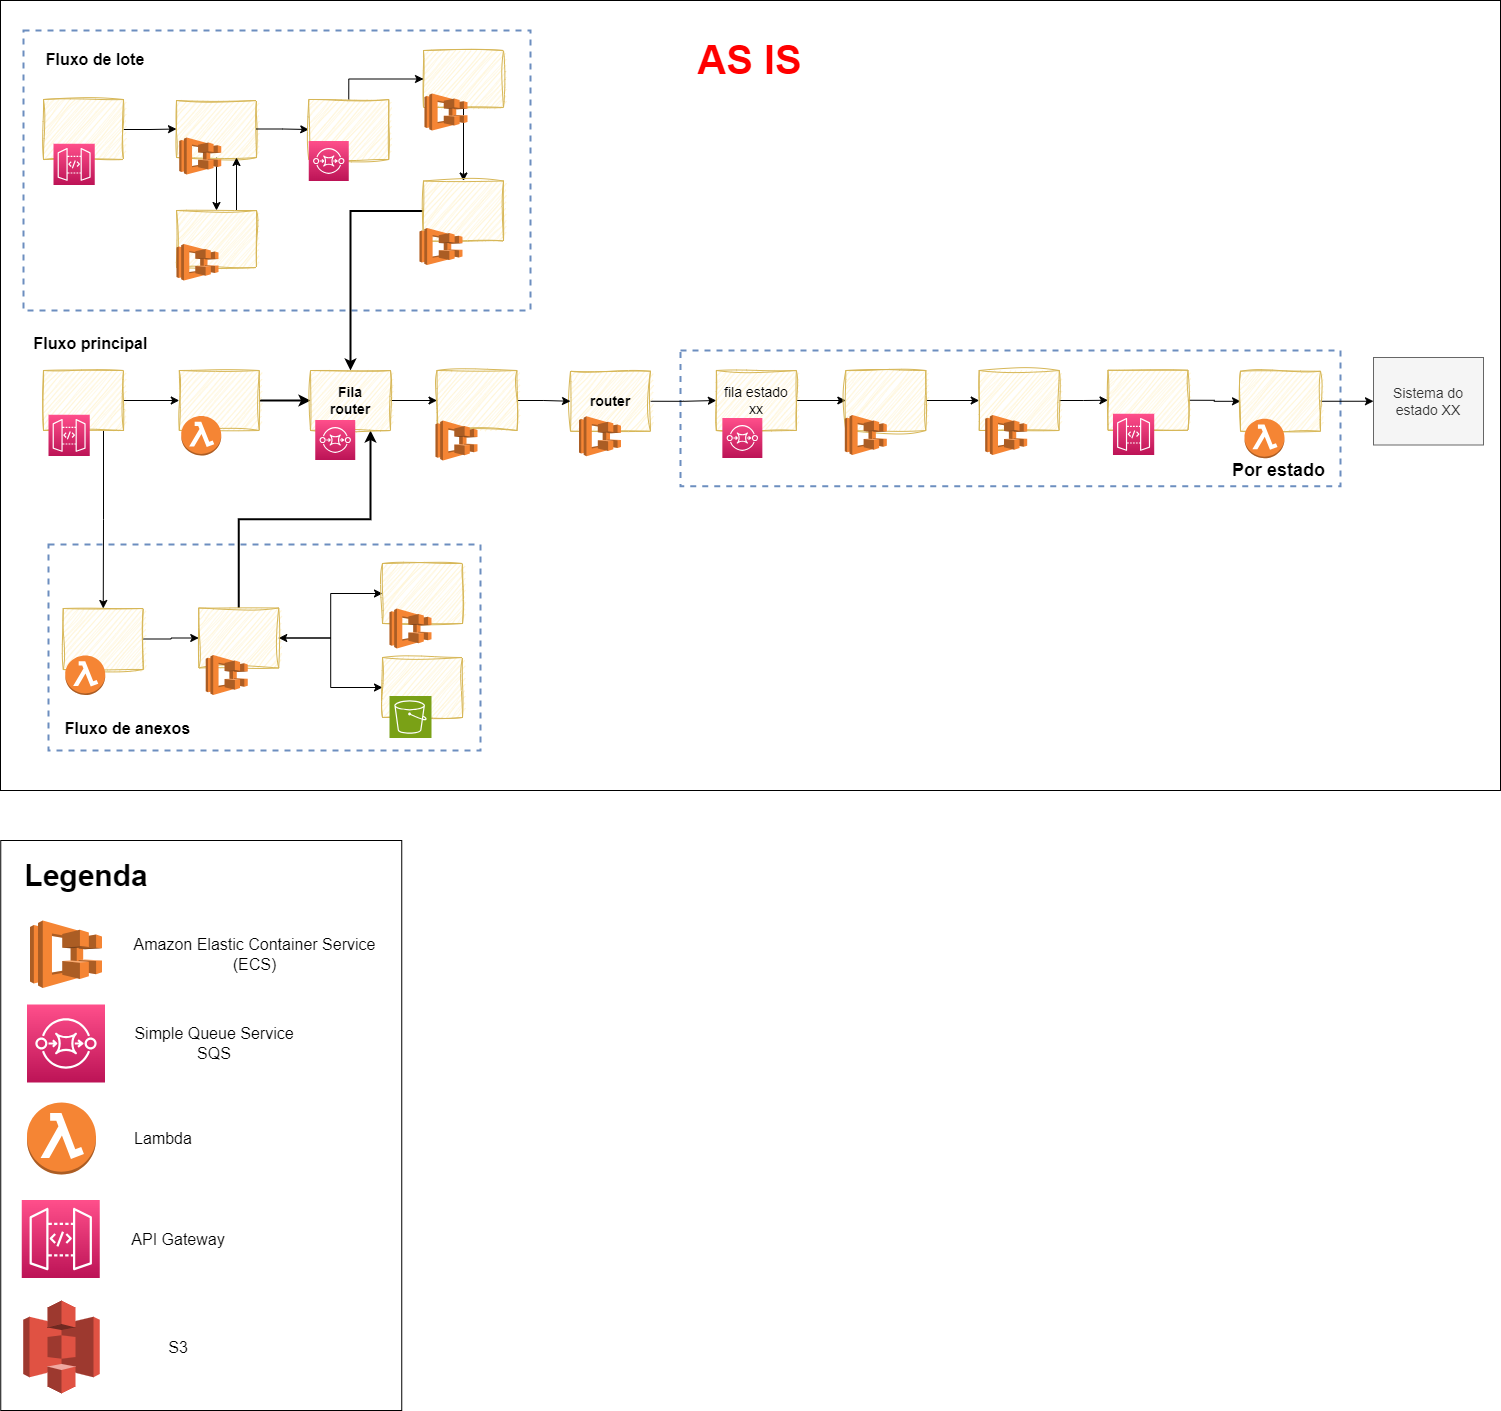 AS IS
Fluxo de lote
Fluxo principal
Fila
router
router
fila estado
xx
Por estado
Sistema do
estado XX
Fluxo de anexos
Legenda
Amazon Elastic Container Service
(ECS)
Simple Queue Service
SQS
Lambda
API Gateway
S3